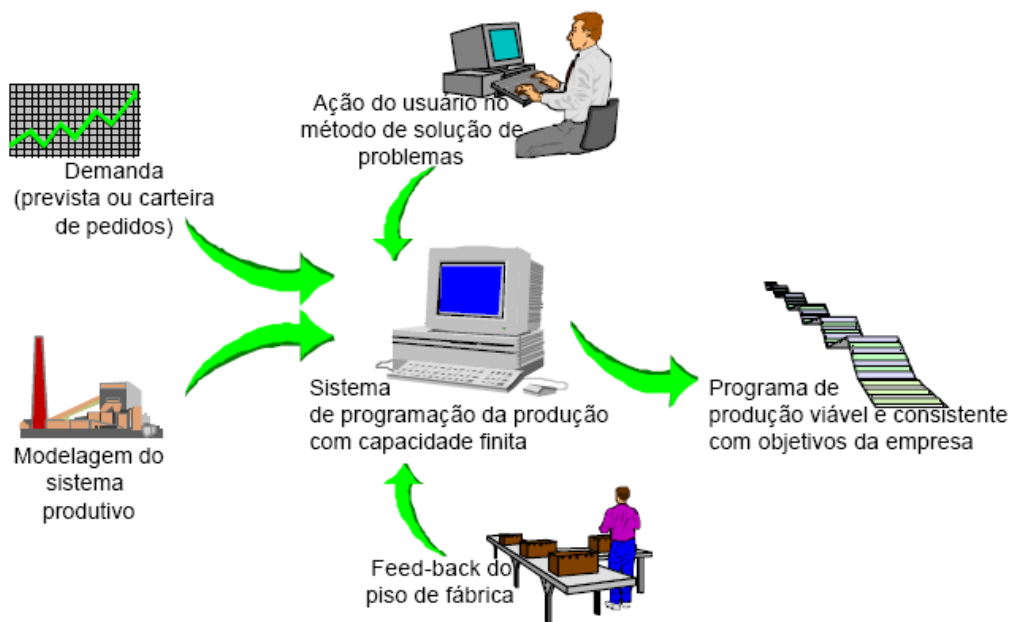 Ação do usuário no
método de solução de
problemas
Demanda
(prevista ou carteira
de pedidos)
Modelagem do
sistema
produtivo
Sistema
de programação da produção
com capacidade finita
Programa de
produção viável e consistente
com objetivos da empresa
Feed-back do
piso de fábrica